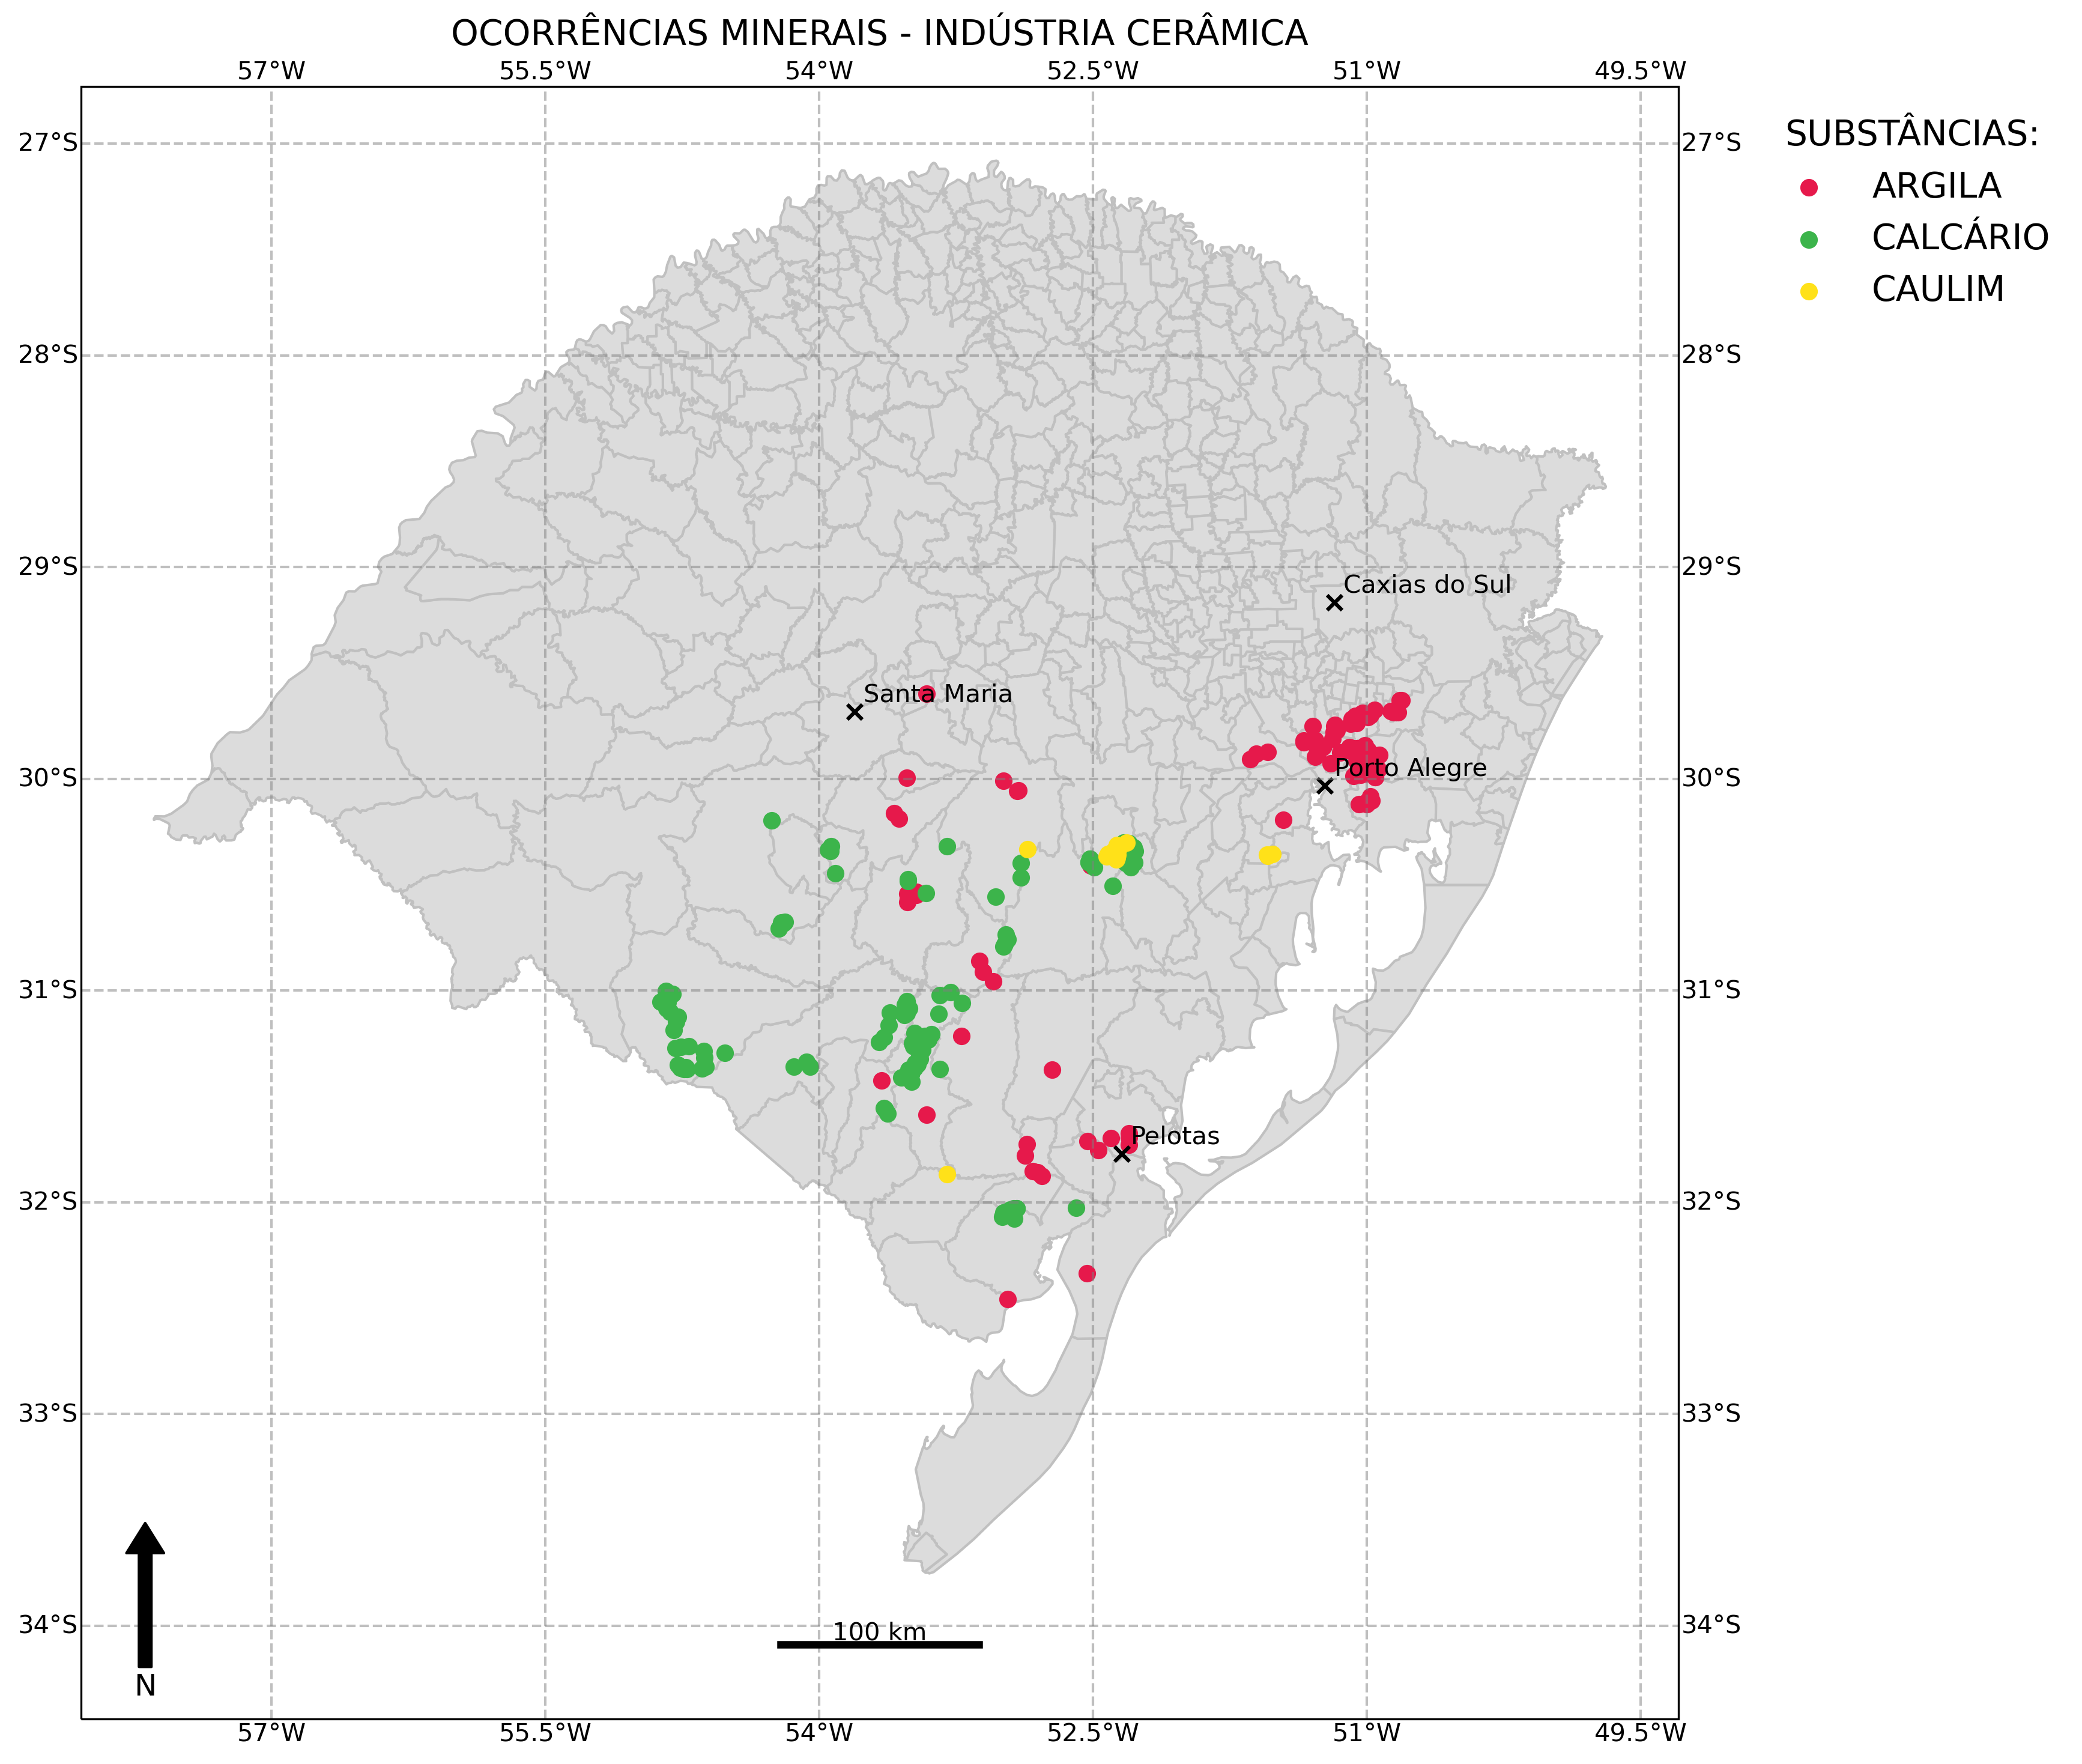 OCORRÊNCIAS MINERAIS - INDÚSTRIA CERÂMICA
57°W 55.5°W 54°W 52.5°W 51°W 49.5°W
SUBSTÂNCIAS:
ARGILA
CALCÁRIO
CAULIM
27°S 27°S
28°S 28°S
29°S 29°S
Caxias do Sul
Santa Maria
Porto Alegre
30°S 30°S
31°S 31°S
Pelotas
32°S 32°S
33°S 33°S
34°S 34°S
100 km
N
57°W 55.5°W 54°W 52.5°W 51°W 49.5°W